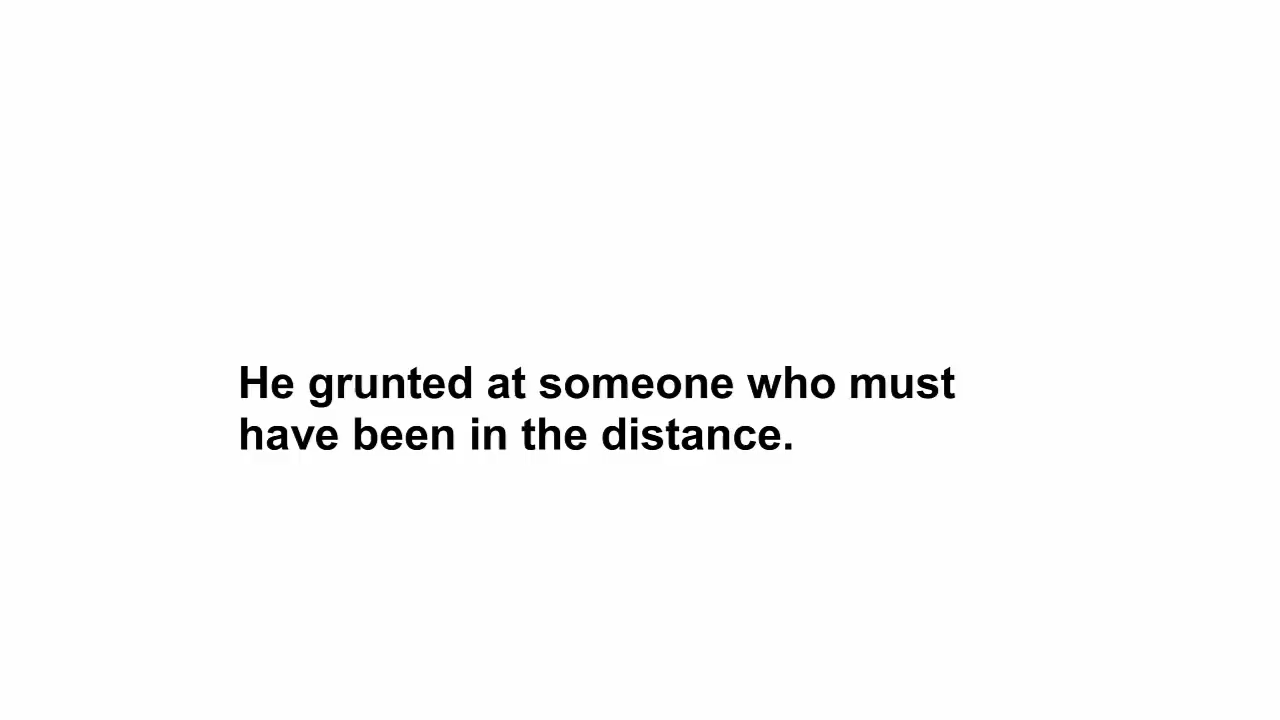 He grunted at someone who must
have been in the distance.